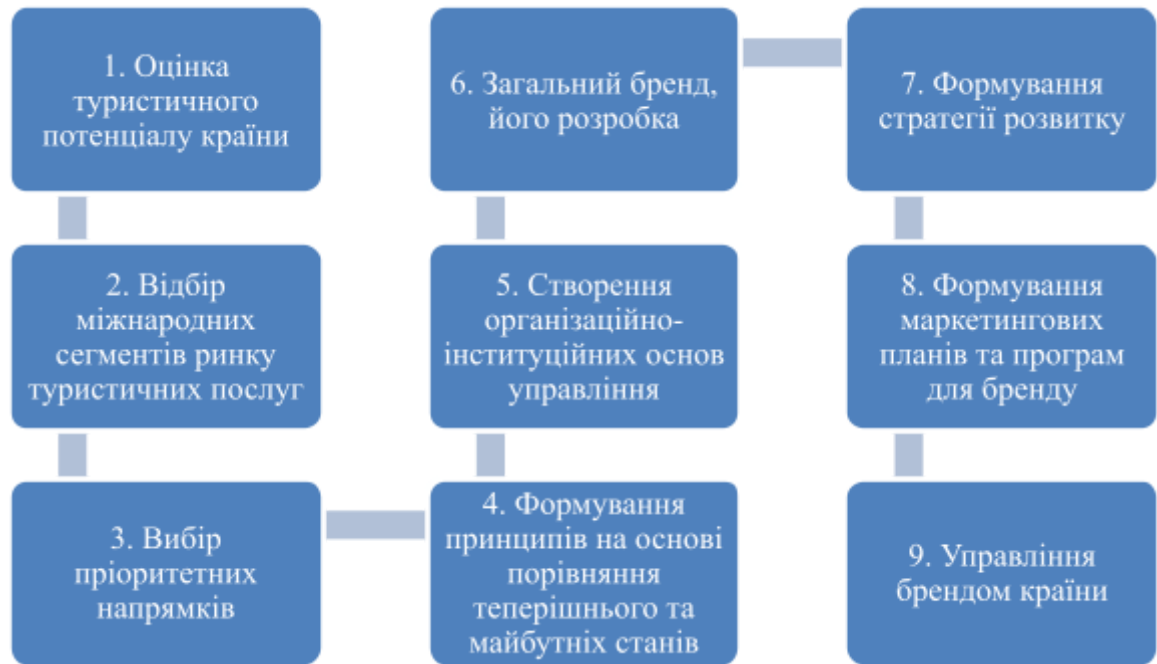 1. Оцінка
туристичного
потенціалу країни
2. Відбір
міжнародних
сегментів ринку
туристичних послуг
3. Вибір
пріоритетних
напрямків
4. Формування
принципів на основі
порівняння
теперішнього та
майбутніх станів
5. Створення
організаційно-
інституційних основ
управління
6. Загальний бренд,
його розробка
7. Формування
стратегії розвитку
8. Формування
маркетингових
планів та програм
для бренду
9. Управління
брендом країни